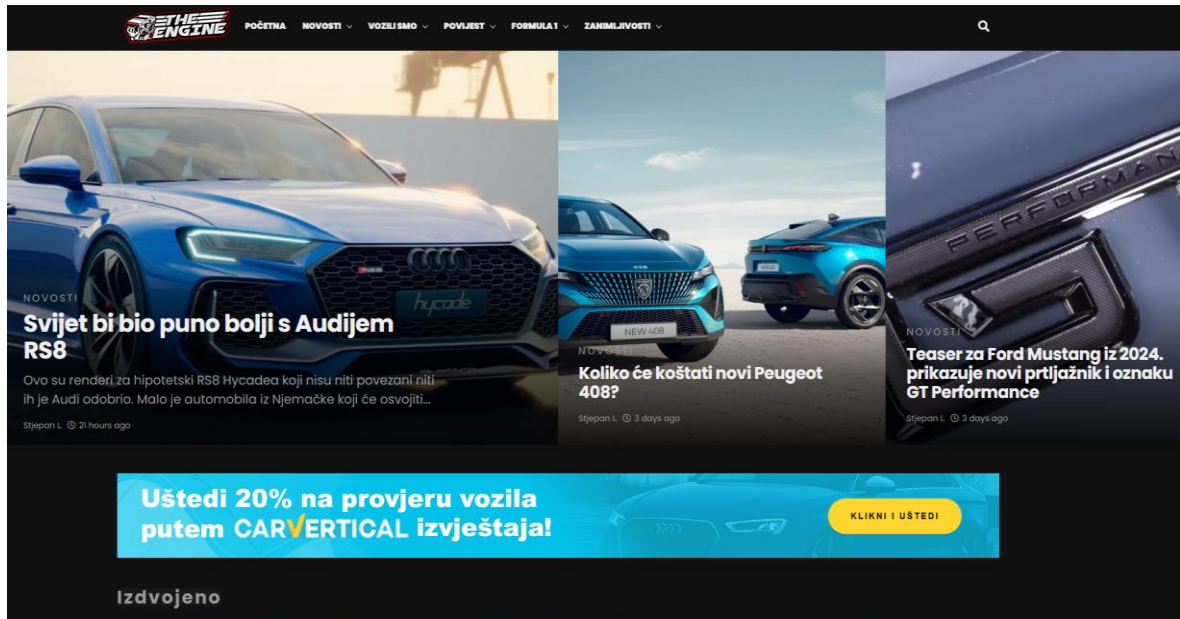 THE
ENGINE
POČETNA NOVOSTI VOZILI SMO POVIJEST FORMULA 1 ZANIMLJIVOSTI
RS8
hycade
NOVOSTI
Svijet bi bio puno bolji s Audijem
RS8
Ovo su renderi za hipotetski RS8 Hycadea koji nisu niti povezani niti
ih je Audi odobrio. Malo je automobila iz Njemačke koji će osvojiti...
Stjepan L. 21 hours ago
408
NEW 408
NOVOSTI
Koliko će koštati novi Peugeot
408?
Stjepan L. 3 days ago
PERFORMAN
NOVOSTI
Teaser za Ford Mustang iz 2024.
prikazuje novi prtljažnik i oznaku
GT Performance
Stjepan L. 3 days ago
Uštedi 20% na provjeru vozila
putem CARVERTICAL izvještaja!
KLIKNI I UŠTEDI
Izdvojeno